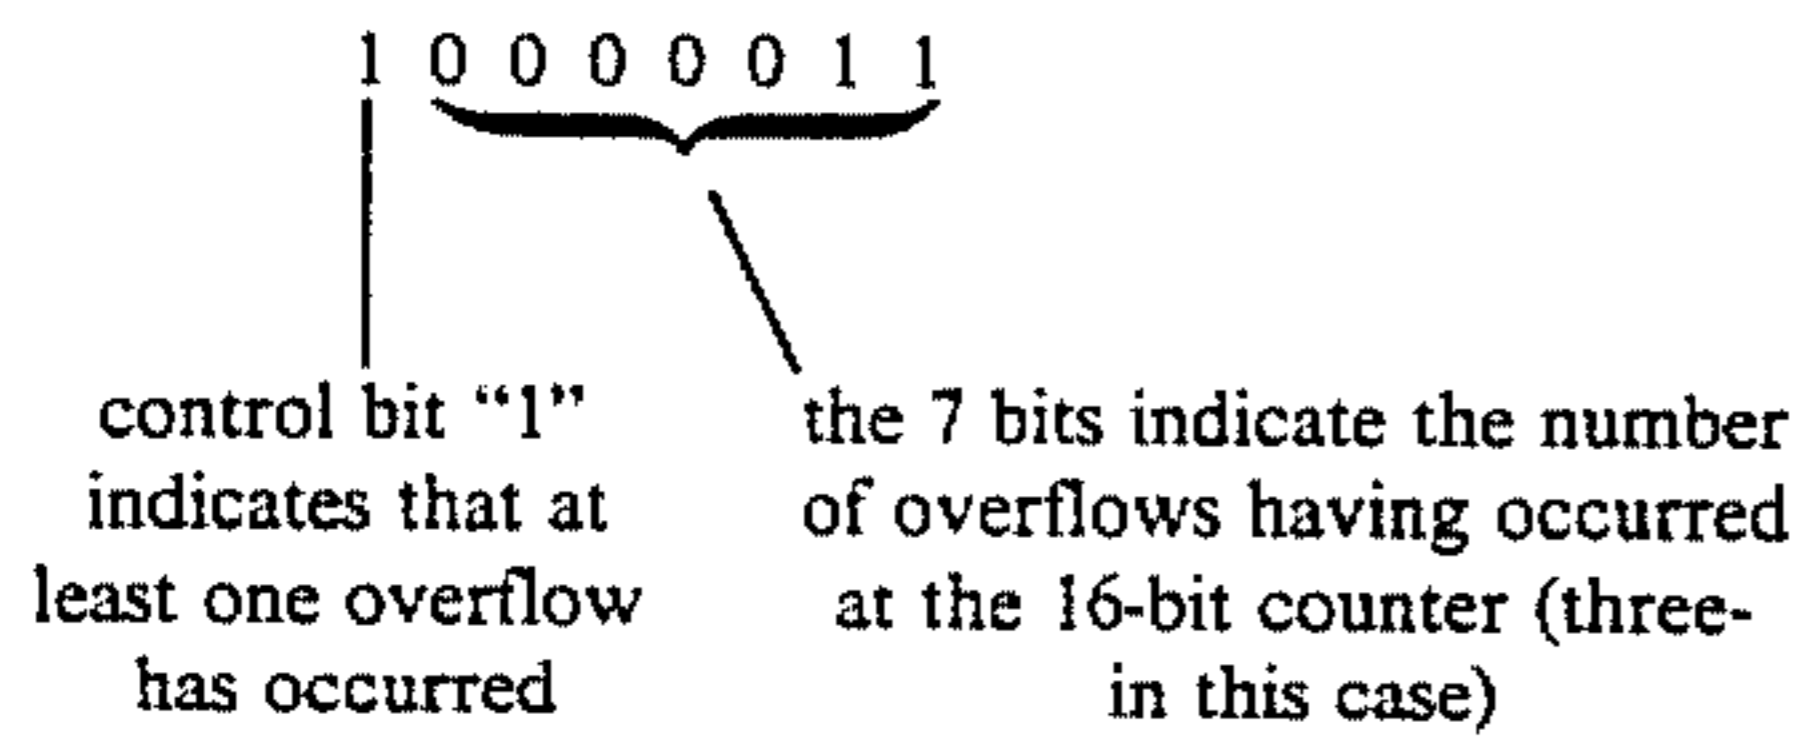 1 0 0 0 0 0 1 1
control bit “1”
indicates that at
least one overflow
has occurred
the 7 bits indicate the number
of overflows having occurred
at the 16-bit counter (three-
in this case)